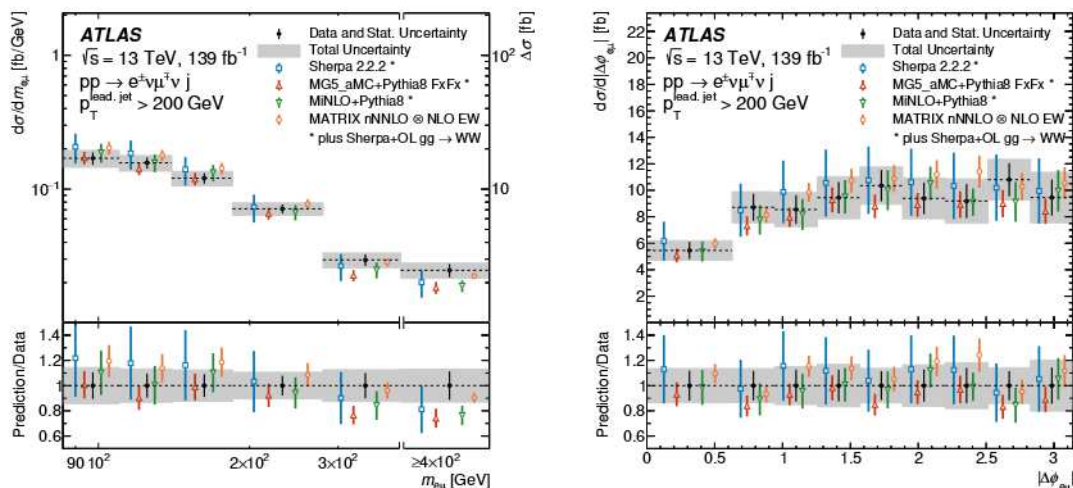 ATLAS
√s = 13 TeV, 139 fb⁻¹
pp → e±νμ∓ν j
p_T^lead. jet > 200 GeV
Data and Stat. Uncertainty
Total Uncertainty
Sherpa 2.2.2 *
MG5_aMC+Pythia8 FxFx *
MiNLO+Pythia8 *
MATRIX nNNLO ⊗ NLO EW
* plus Sherpa+OL gg → WW
dσ/dm_eμ [fb/GeV]
1
10⁻¹
Δσ [fb]
10²
10
Prediction/Data
1.4
1.2
1
0.8
0.6
90 10² 2×10² 3×10² ≥4×10²
m_eμ [GeV]
ATLAS
√s = 13 TeV, 139 fb⁻¹
pp → e±νμ∓ν j
p_T^lead. jet > 200 GeV
Data and Stat. Uncertainty
Total Uncertainty
Sherpa 2.2.2 *
MG5_aMC+Pythia8 FxFx *
MiNLO+Pythia8 *
MATRIX nNNLO ⊗ NLO EW
* plus Sherpa+OL gg → WW
dσ/d|Δφ_eμ| [fb]
22
20
18
16
14
12
10
8
6
4
2
Prediction/Data
1.4
1.2
1
0.8
0.6
0 0.5 1 1.5 2 2.5 3
|Δφ_eμ|